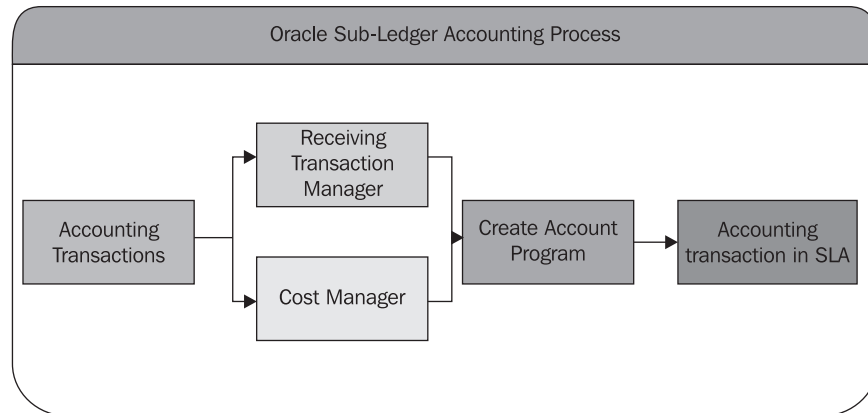 Oracle Sub-Ledger Accounting Process
Accounting
Transactions
Receiving
Transaction
Manager
Cost Manager
Create Account
Program
Accounting
transaction in SLA